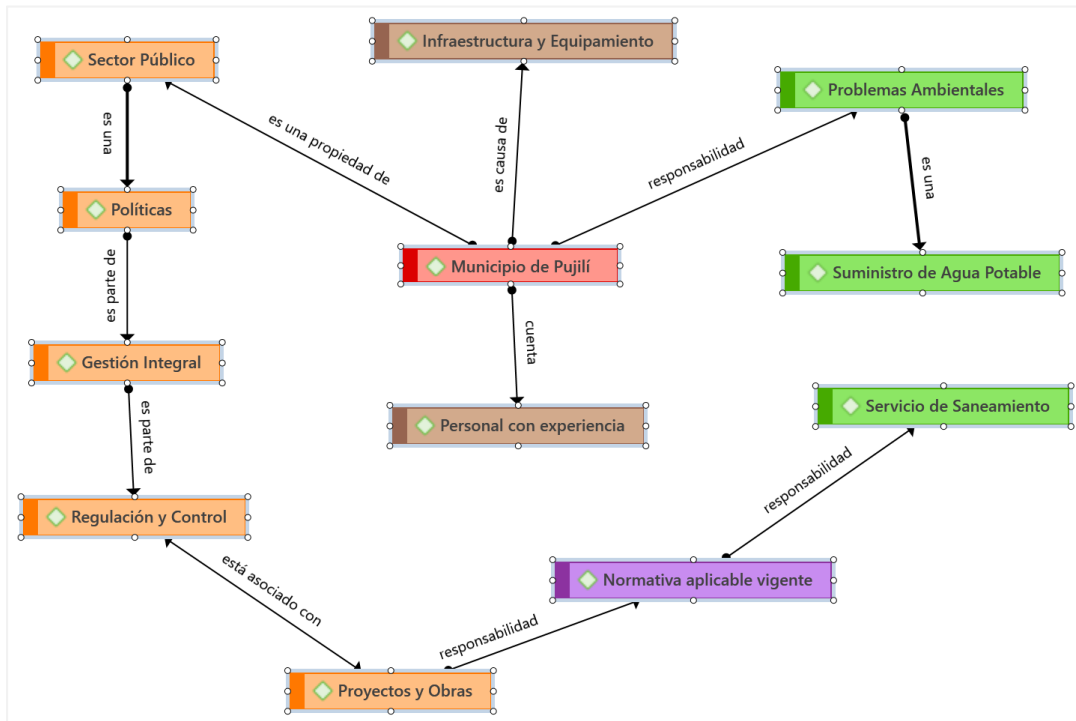 Infraestructura y Equipamiento
Sector Público
Problemas Ambientales
es una
es una propiedad de
es causa de
responsabilidad
es una
Políticas
Municipio de Pujilí
Suministro de Agua Potable
es parte de
cuenta
Gestión Integral
Servicio de Saneamiento
Personal con experiencia
es parte de
responsabilidad
Regulación y Control
está asociado con
Normativa aplicable vigente
responsabilidad
Proyectos y Obras